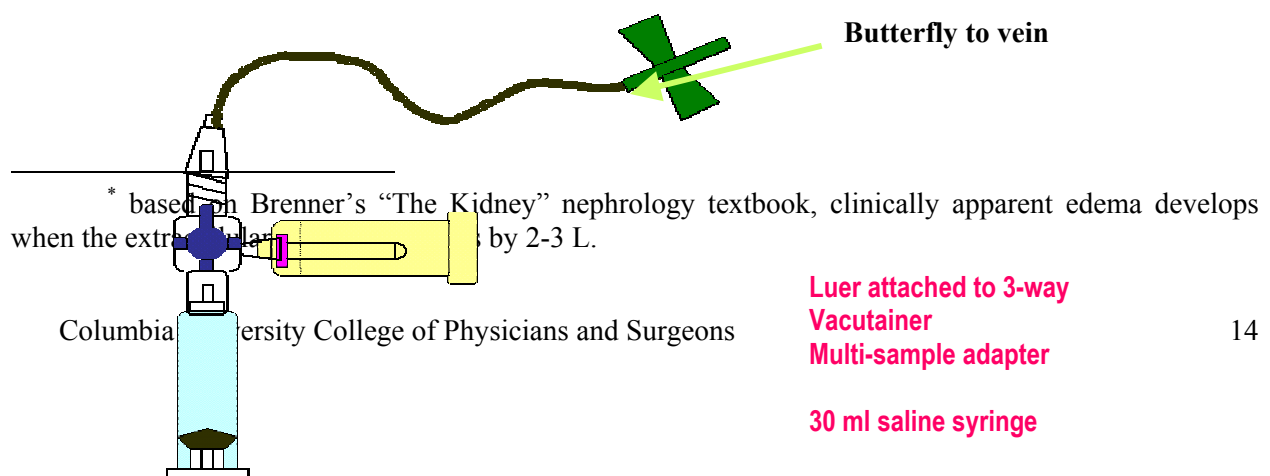 Butterfly to vein
* based on Brenner’s “The Kidney” nephrology textbook, clinically apparent edema develops
when the s by 2-3 L.
Luer attached to 3-way
Columbia ersity College of Physicians and Surgeons 14
Vacutainer
Multi-sample adapter
30 ml saline syringe